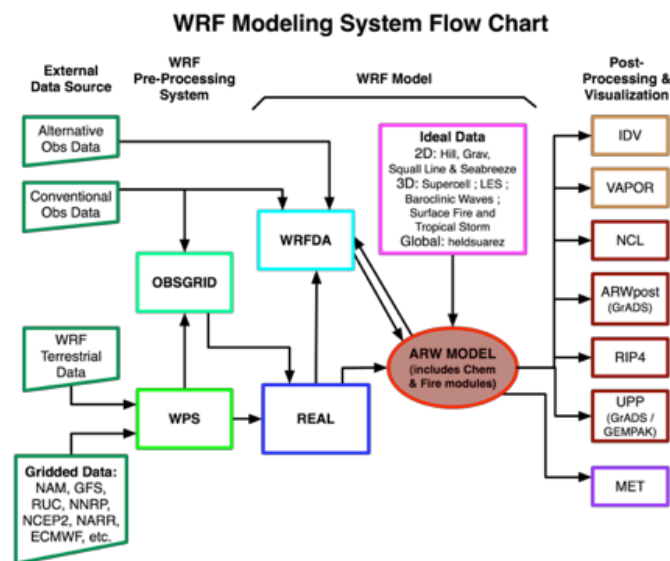 WRF Modeling System Flow Chart
External
Data Source
WRF
Pre-Processing
System
WRF Model
Post-
Processing &
Visualization
Alternative
Obs Data
Conventional
Obs Data
WRF
Terrestrial
Data
Gridded Data:
NAM, GFS,
RUC, NNRP,
NCEP2, NARR,
ECMWF, etc.
OBSGRID
WPS
WRFDA
REAL
Ideal Data
2D: Hill, Grav,
Squall Line & Seabreeze
3D: Supercell ; LES ;
Baroclinic Waves ;
Surface Fire and
Tropical Storm
Global: heldsuarez
ARW MODEL
(includes Chem
& Fire modules)
IDV
VAPOR
NCL
ARWpost
(GrADS)
RIP4
UPP
(GrADS /
GEMPAK)
MET